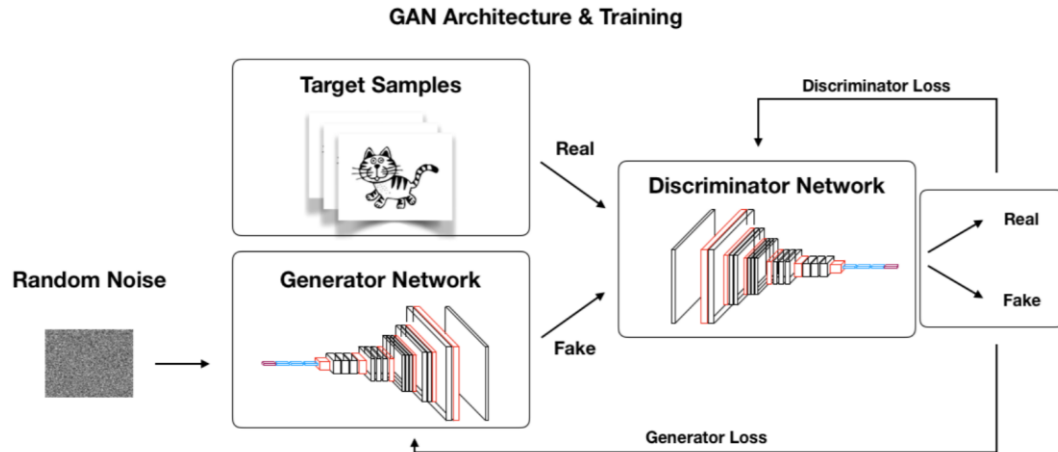 GAN Architecture & Training
Target Samples
Discriminator Loss
Real
Discriminator Network
Real
Random Noise
Generator Network
Fake
Fake
Generator Loss